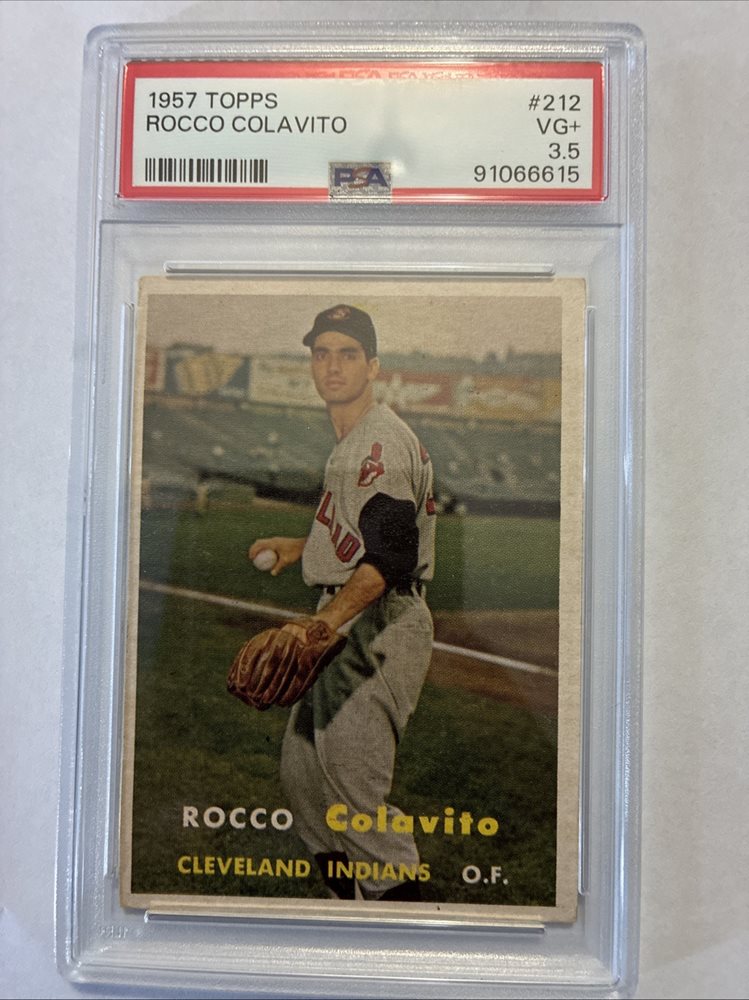 1957 TOPPS
#212
ROCCO COLAVITO
VG+
3.5
PSA
91066615
ROCCO Colavito
CLEVELAND INDIANS O.F.